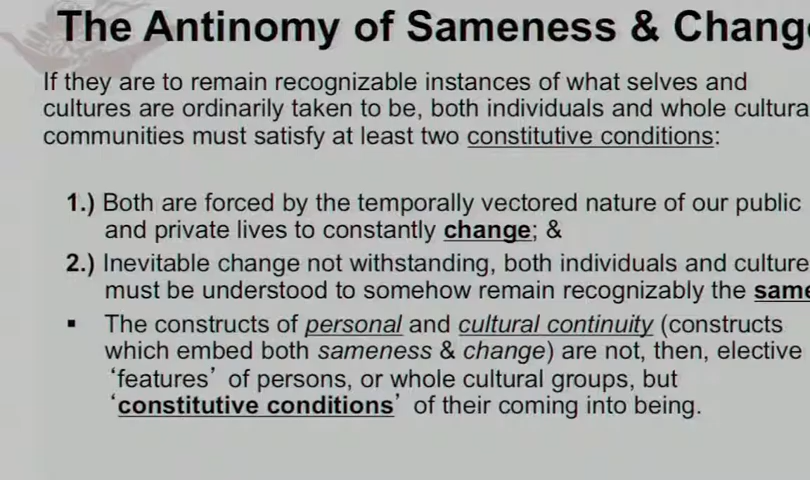 The Antinomy of Sameness & Chang
If they are to remain recognizable instances of what selves and
cultures are ordinarily taken to be, both individuals and whole cultura
communities must satisfy at least two constitutive conditions:
1.) Both are forced by the temporally vectored nature of our public
and private lives to constantly change; &
2.) Inevitable change not withstanding, both individuals and culture
must be understood to somehow remain recognizably the same
▪ The constructs of personal and cultural continuity (constructs
which embed both sameness & change) are not, then, elective
‘features’ of persons, or whole cultural groups, but
‘constitutive conditions’ of their coming into being.